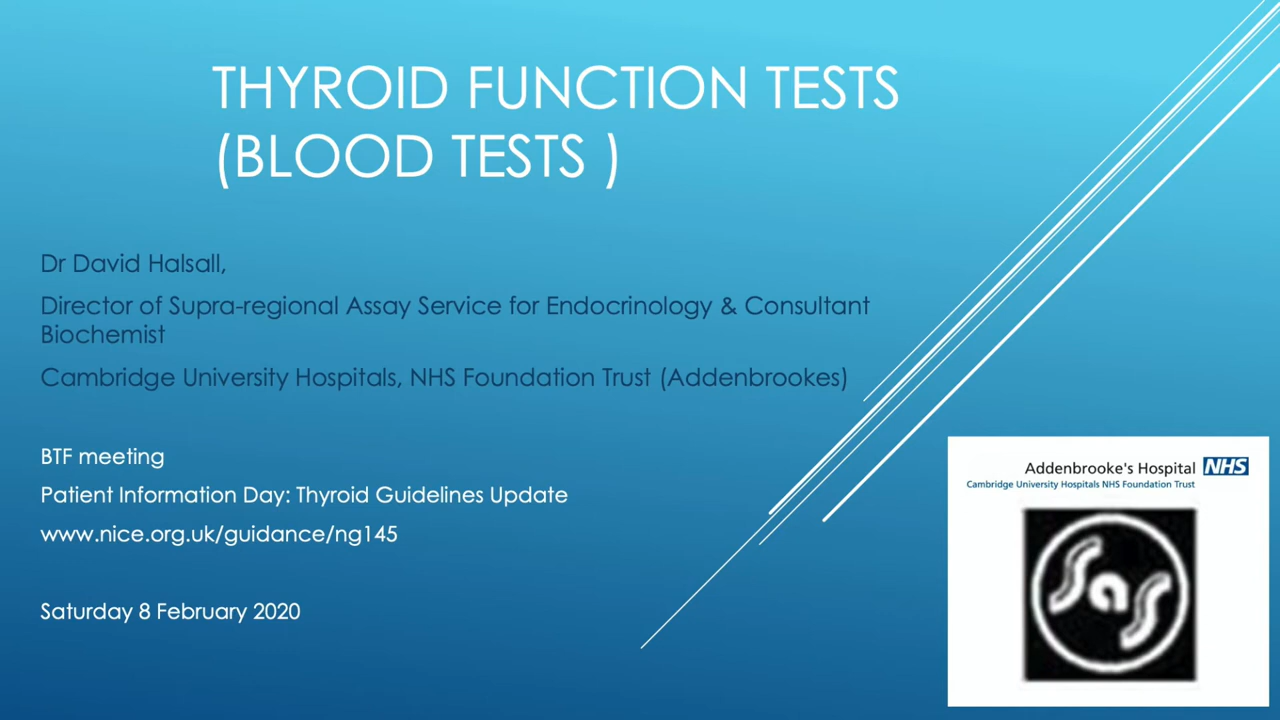 THYROID FUNCTION TESTS
(BLOOD TESTS )
Dr David Halsall,
Director of Supra-regional Assay Service for Endocrinology & Consultant
Biochemist
Cambridge University Hospitals, NHS Foundation Trust (Addenbrookes)
BTF meeting
Patient Information Day: Thyroid Guidelines Update
www.nice.org.uk/guidance/ng145
Saturday 8 February 2020
Addenbrooke's Hospital NHS
Cambridge University Hospitals NHS Foundation Trust
SaS